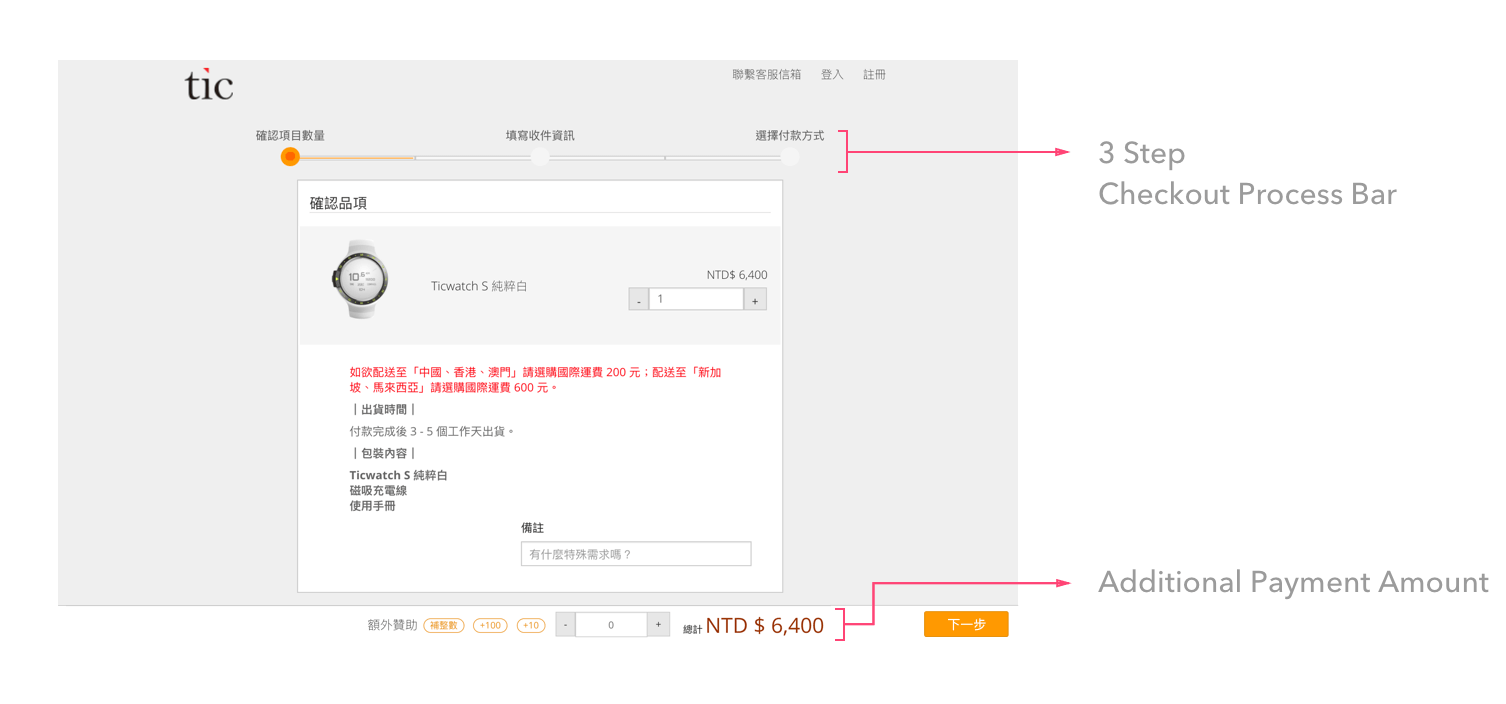 tic
聯繫客服信箱 登入 註冊
確認項目數量 填寫收件資訊 選擇付款方式
3 Step
Checkout Process Bar
確認品項
Ticwatch S 純粹白
NTD$ 6,400
- 1 +
如欲配送至「中國、香港、澳門」請選購國際運費 200 元；配送至「新加
坡、馬來西亞」請選購國際運費 600 元。
｜出貨時間｜
付款完成後 3 - 5 個工作天出貨。
｜包裝內容｜
Ticwatch S 純粹白
磁吸充電線
使用手冊
備註
有什麼特殊需求嗎？
Additional Payment Amount
額外贊助 補整數 +100 +10 - 0 + 總計 NTD $ 6,400 下一步